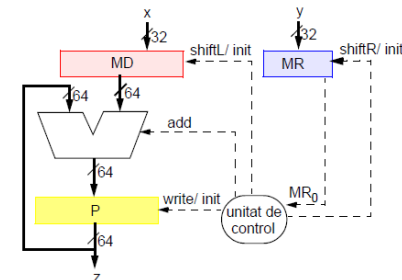 x
y
32
32
shiftL/ init
shiftR/ init
MD
MR
64
64
add
64
MR0
write/ init
P
unitat de
control
64
z